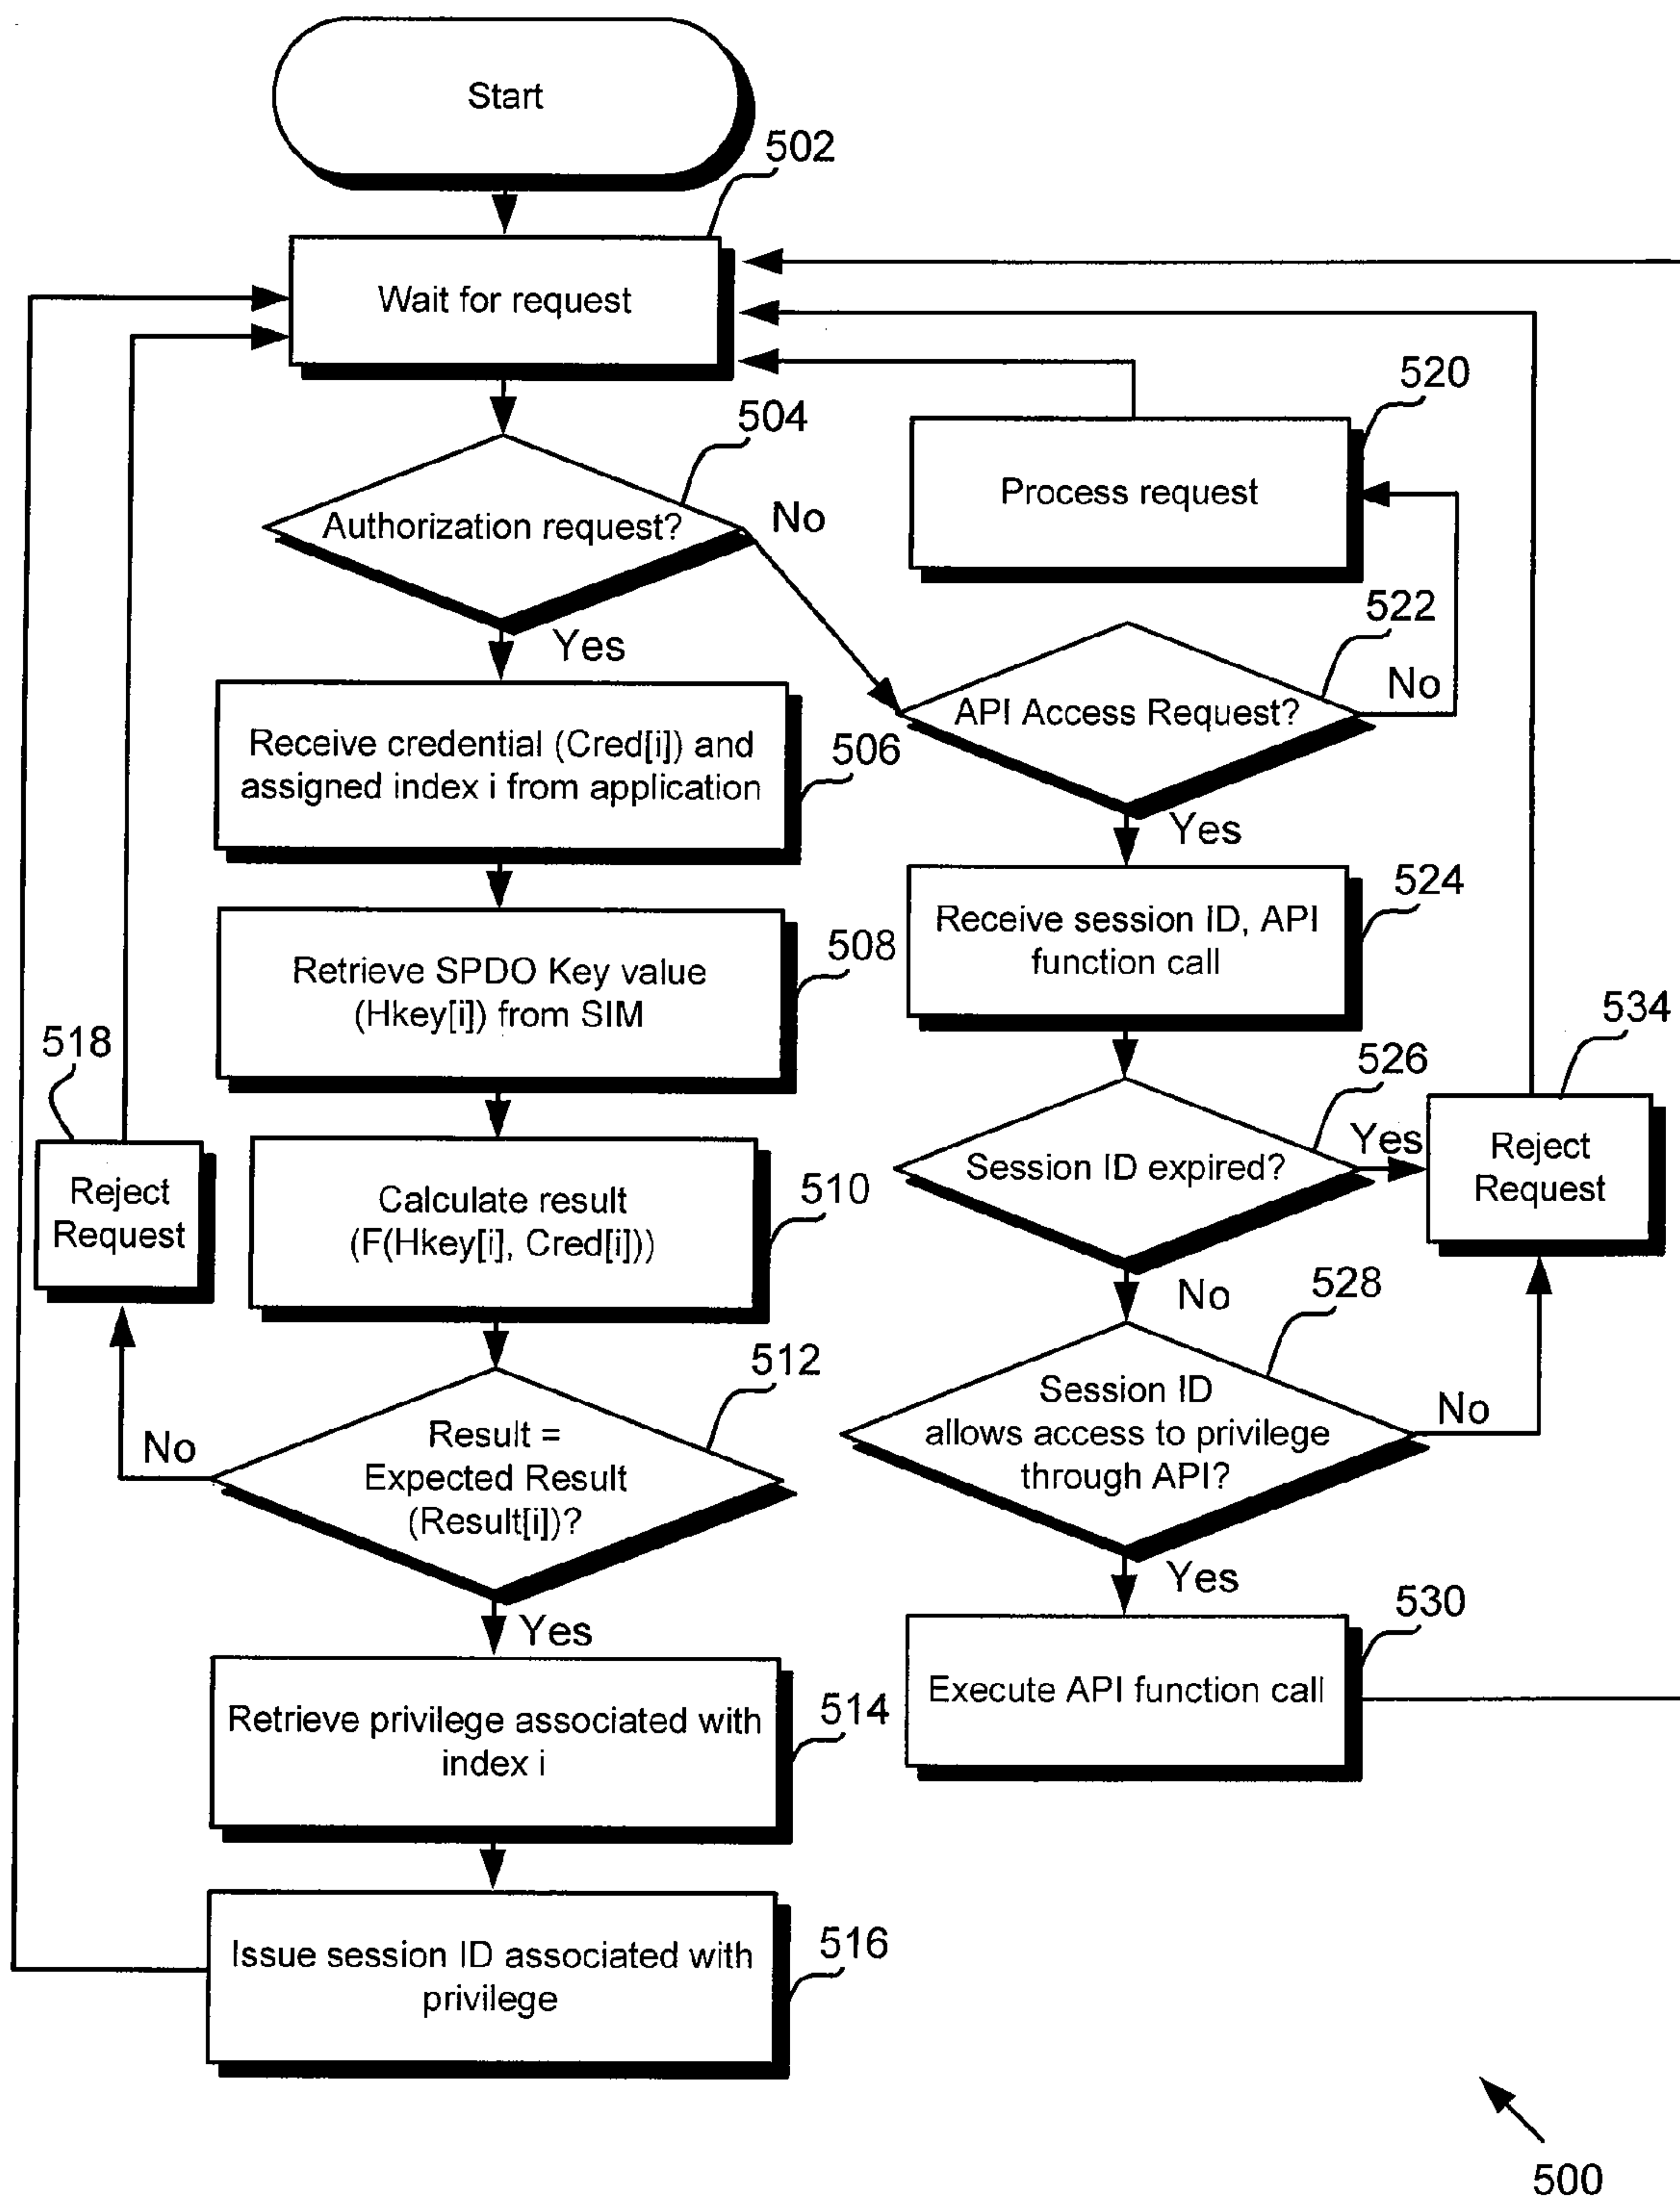 Start
502
Wait for request
504
Authorization request?
No
Yes
520
Process request
522
API Access Request?
No
Yes
Receive credential (Cred[i]) and
assigned index i from application
506
Retrieve SPDO Key value
(Hkey[i]) from SIM
508
518
Reject
Request
Calculate result
(F(Hkey[i], Cred[i]))
510
512
Result =
Expected Result
(Result[i])?
No
Yes
Retrieve privilege associated with
index i
514
Issue session ID associated with
privilege
516
Receive session ID, API
function call
524
526
Session ID expired?
Yes
No
534
Reject
Request
528
Session ID
allows access to privilege
through API?
No
Yes
Execute API function call
530
500